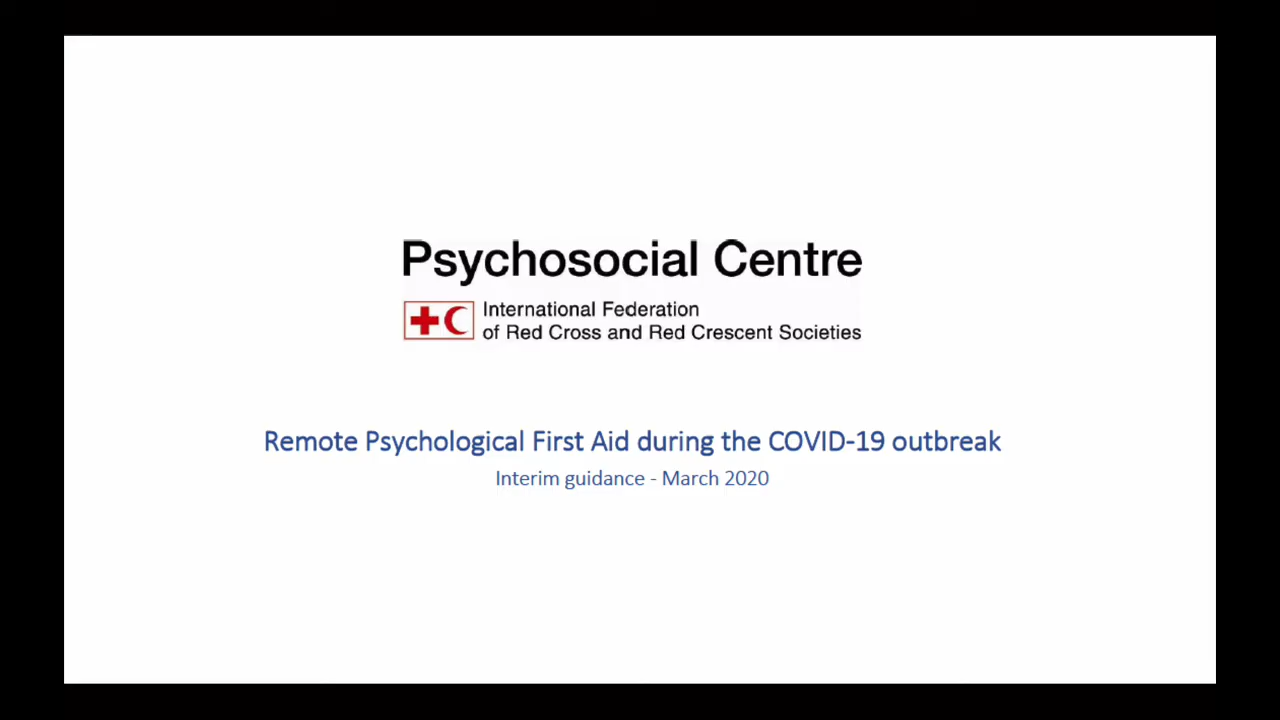 Psychosocial Centre
International Federation
of Red Cross and Red Crescent Societies
Remote Psychological First Aid during the COVID-19 outbreak
Interim guidance - March 2020